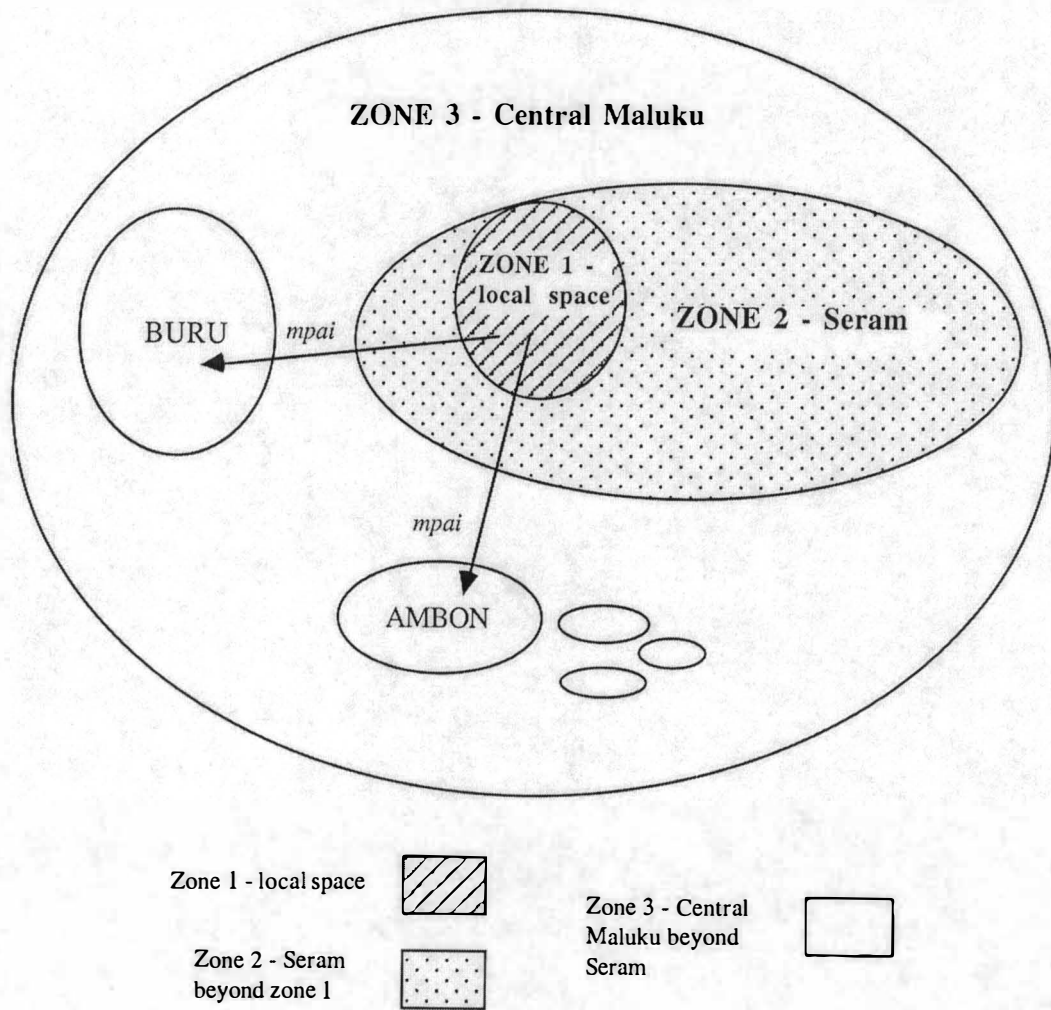 ZONE 3 - Central Maluku
ZONE 1 -
local space
ZONE 2 - Seram
BURU
mpai
mpai
AMBON
Zone 1 - local space
Zone 2 - Seram
beyond zone 1
Zone 3 - Central
Maluku beyond
Seram